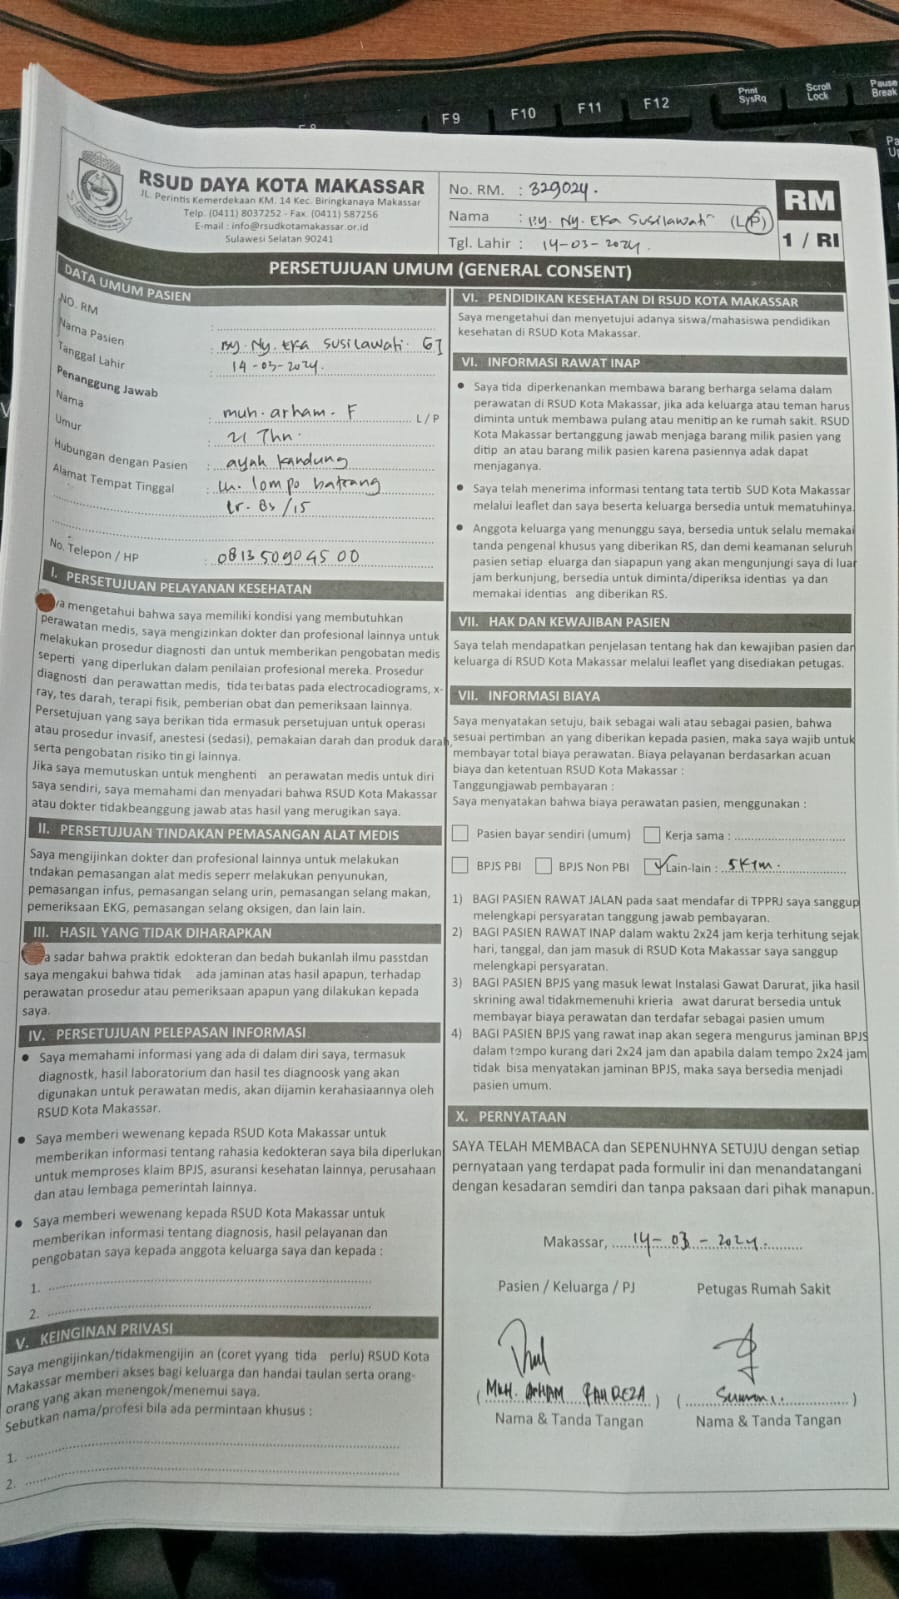 F9 F10 F11 F12 Print SysRq Scroll Lock Pause Break
RSUD DAYA KOTA MAKASSAR
JL. Perintis Kemerdekaan KM. 14 Kec. Biringkanaya Makassar
Telp. (0411) 8037252 - Fax. (0411) 587256
E-mail : info@rsudkotamakassar.or.id
Sulawesi Selatan 90241
No. RM. : 329024.
Nama : By. Ny. Eka Susilawati (L/P)
Tgl. Lahir : 14-03-2024.
RM
1 / RI
PERSETUJUAN UMUM (GENERAL CONSENT)
DATA UMUM PASIEN
NO. RM :
Nama Pasien : By. Ny. Eka Susilawati. GI
Tanggal Lahir : 14-03-2024.
Penanggung Jawab
Nama : muh. arham. F L / P
Umur : 21 Thn.
Hubungan dengan Pasien : ayah kandung
Alamat Tempat Tinggal : lompo batang
lr. Bs /15
No. Telepon / HP : 081350904500
I. PERSETUJUAN PELAYANAN KESEHATAN
ya mengetahui bahwa saya memiliki kondisi yang membutuhkan
perawatan medis, saya mengizinkan dokter dan profesional lainnya untuk
melakukan prosedur diagnosti dan untuk memberikan pengobatan medis
seperti yang diperlukan dalam penilaian profesional mereka. Prosedur
diagnosti dan perawattan medis, tida terbatas pada electrocadiograms, x-
ray, tes darah, terapi fisik, pemberian obat dan pemeriksaan lainnya.
Persetujuan yang saya berikan tida ermasuk persetujuan untuk operasi
atau prosedur invasif, anestesi (sedasi), pemakaian darah dan produk darah,
serta pengobatan risiko tin gi lainnya.
Jika saya memutuskan untuk menghenti an perawatan medis untuk diri
saya sendiri, saya memahami dan menyadari bahwa RSUD Kota Makassar
atau dokter tidakbeanggung jawab atas hasil yang merugikan saya.
II. PERSETUJUAN TINDAKAN PEMASANGAN ALAT MEDIS
Saya mengijinkan dokter dan profesional lainnya untuk melakukan
tndakan pemasangan alat medis seperr melakukan penyunukan,
pemasangan infus, pemasangan selang urin, pemasangan selang makan,
pemeriksaan EKG, pemasangan selang oksigen, dan lain lain.
III. HASIL YANG TIDAK DIHARAPKAN
a sadar bahwa praktik edokteran dan bedah bukanlah ilmu passtdan
saya mengakui bahwa tidak ada jaminan atas hasil apapun, terhadap
perawatan prosedur atau pemeriksaan apapun yang dilakukan kepada
saya.
IV. PERSETUJUAN PELEPASAN INFORMASI
● Saya memahami informasi yang ada di dalam diri saya, termasuk
diagnostk, hasil laboratorium dan hasil tes diagnoosk yang akan
digunakan untuk perawatan medis, akan dijamin kerahasiaannya oleh
RSUD Kota Makassar.
● Saya memberi wewenang kepada RSUD Kota Makassar untuk
memberikan informasi tentang rahasia kedokteran saya bila diperlukan
untuk memproses klaim BPJS, asuransi kesehatan lainnya, perusahaan
dan atau lembaga pemerintah lainnya.
● Saya memberi wewenang kepada RSUD Kota Makassar untuk
memberikan informasi tentang diagnosis, hasil pelayanan dan
pengobatan saya kepada anggota keluarga saya dan kepada :
1.
2.
V. KEINGINAN PRIVASI
Saya mengijinkan/tidakmengijin an (coret yyang tida perlu) RSUD Kota
Makassar memberi akses bagi keluarga dan handai taulan serta orang-
orang yang akan menengok/menemui saya.
Sebutkan nama/profesi bila ada permintaan khusus :
1.
2.
VI. PENDIDIKAN KESEHATAN DI RSUD KOTA MAKASSAR
Saya mengetahui dan menyetujui adanya siswa/mahasiswa pendidikan
kesehatan di RSUD Kota Makassar.
VI. INFORMASI RAWAT INAP
● Saya tida diperkenankan membawa barang berharga selama dalam
perawatan di RSUD Kota Makassar, jika ada keluarga atau teman harus
diminta untuk membawa pulang atau menitip an ke rumah sakit. RSUD
Kota Makassar bertanggung jawab menjaga barang milik pasien yang
ditip an atau barang milik pasien karena pasiennya adak dapat
menjaganya.
● Saya telah menerima informasi tentang tata tertib SUD Kota Makassar
melalui leaflet dan saya beserta keluarga bersedia untuk mematuhinya.
● Anggota keluarga yang menunggu saya, bersedia untuk selalu memakai
tanda pengenal khusus yang diberikan RS, dan demi keamanan seluruh
pasien setiap eluarga dan siapapun yang akan mengunjungi saya di luar
jam berkunjung, bersedia untuk diminta/diperiksa identias ya dan
memakai identias ang diberikan RS.
VII. HAK DAN KEWAJIBAN PASIEN
Saya telah mendapatkan penjelasan tentang hak dan kewajiban pasien dan
keluarga di RSUD Kota Makassar melalui leaflet yang disediakan petugas.
VII. INFORMASI BIAYA
Saya menyatakan setuju, baik sebagai wali atau sebagai pasien, bahwa
sesuai pertimban an yang diberikan kepada pasien, maka saya wajib untuk
membayar total biaya perawatan. Biaya pelayanan berdasarkan acuan
biaya dan ketentuan RSUD Kota Makassar :
Tanggungjawab pembayaran :
Saya menyatakan bahwa biaya perawatan pasien, menggunakan :
Pasien bayar sendiri (umum) Kerja sama :
BPJS PBI BPJS Non PBI Lain-lain : SKTM.
1) BAGI PASIEN RAWAT JALAN pada saat mendafar di TPPRJ saya sanggup
melengkapi persyaratan tanggung jawab pembayaran.
2) BAGI PASIEN RAWAT INAP dalam waktu 2x24 jam kerja terhitung sejak
hari, tanggal, dan jam masuk di RSUD Kota Makassar saya sanggup
melengkapi persyaratan.
3) BAGI PASIEN BPJS yang masuk lewat Instalasi Gawat Darurat, jika hasil
skrining awal tidakmemenuhi krieria awat darurat bersedia untuk
membayar biaya perawatan dan terdafar sebagai pasien umum
4) BAGI PASIEN BPJS yang rawat inap akan segera mengurus jaminan BPJS
dalam tempo kurang dari 2x24 jam dan apabila dalam tempo 2x24 jam
tidak bisa menyatakan jaminan BPJS, maka saya bersedia menjadi
pasien umum.
X. PERNYATAAN
SAYA TELAH MEMBACA dan SEPENUHNYA SETUJU dengan setiap
pernyataan yang terdapat pada formulir ini dan menandatangani
dengan kesadaran semdiri dan tanpa paksaan dari pihak manapun.
Makassar, 14-03-2024.
Pasien / Keluarga / PJ Petugas Rumah Sakit
( MUH. ARHAM FAHREZA ) ( )
Nama & Tanda Tangan Nama & Tanda Tangan